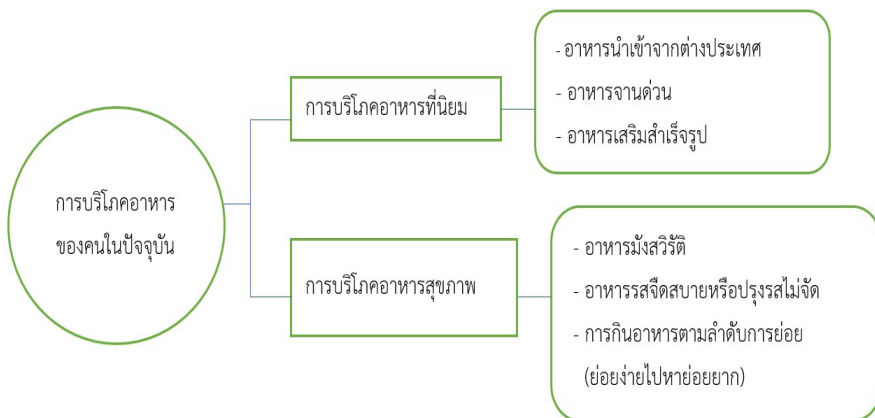 การบริโภคอาหาร
ของคนในปัจจุบัน
การบริโภคอาหารที่นิยม
- อาหารนำเข้าจากต่างประเทศ
- อาหารจานด่วน
- อาหารเสริมสำเร็จรูป
การบริโภคอาหารสุขภาพ
- อาหารมังสวิรัติ
- อาหารรสจืดสบายหรือปรุงรสไม่จัด
- การกินอาหารตามลำดับการย่อย
(ย่อยง่ายไปหาย่อยยาก)